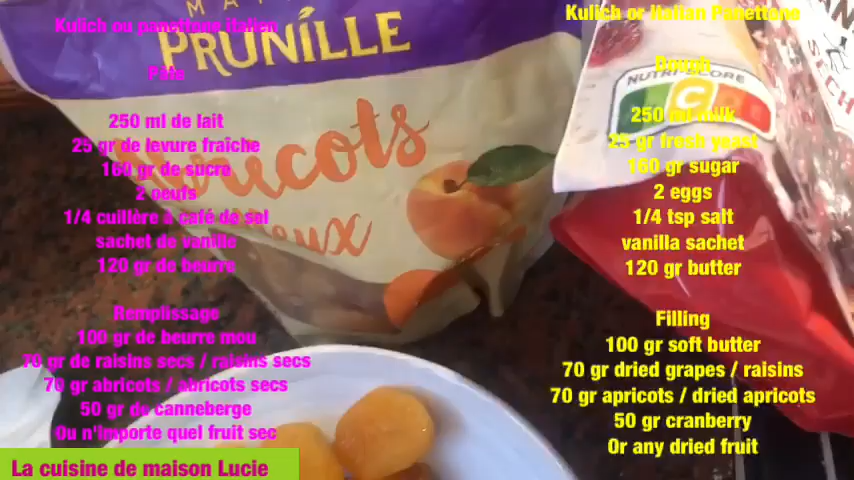 Kulich ou panettone italien
Pâte
250 ml de lait
25 gr de levure fraîche
160 gr de sucre
2 oeufs
1/4 cuillère à café de sel
sachet de vanille
120 gr de beurre
Remplissage
100 gr de beurre mou
70 gr de raisins secs / raisins secs
70 gr abricots / abricots secs
50 gr de canneberge
Ou n'importe quel fruit sec
La cuisine de maison Lucie
Kulich or Italian Panettone
Dough
250 ml milk
25 gr fresh yeast
160 gr sugar
2 eggs
1/4 tsp salt
vanilla sachet
120 gr butter
Filling
100 gr soft butter
70 gr dried grapes / raisins
70 gr apricots / dried apricots
50 gr cranberry
Or any dried fruit
PRUNILLE
Abricots
NUTRI-SCORE
C